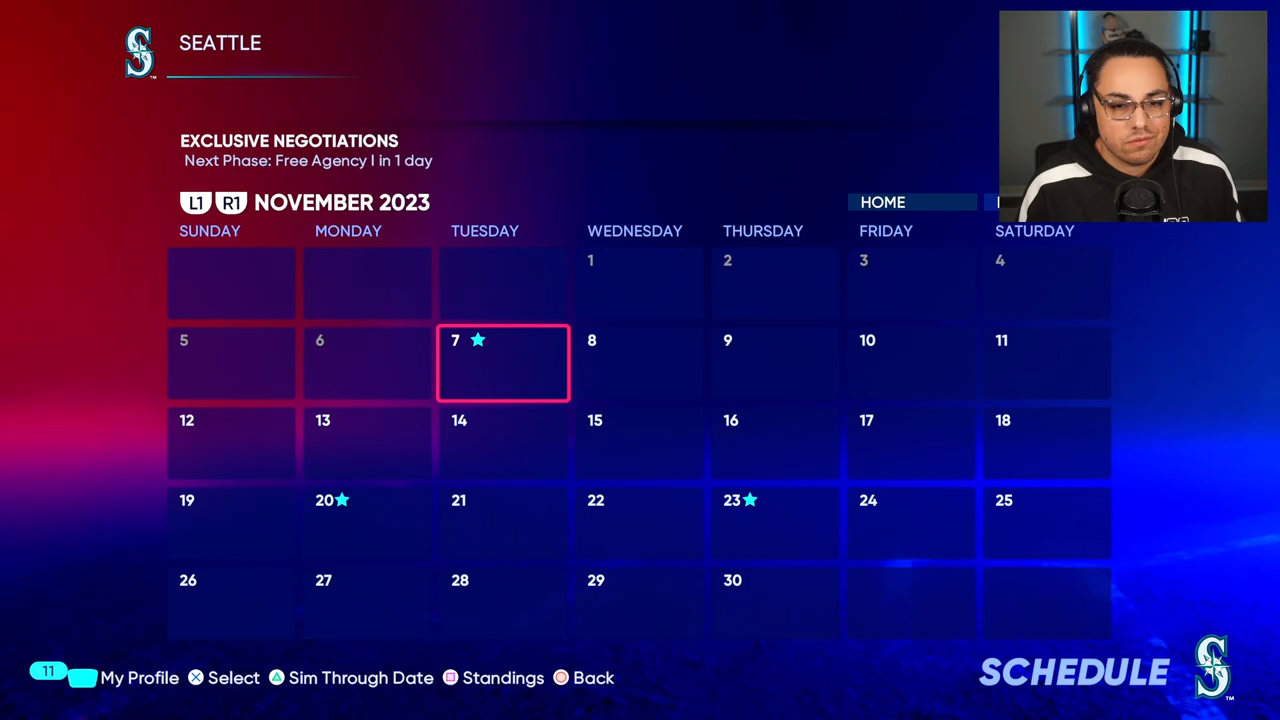 SEATTLE
EXCLUSIVE NEGOTIATIONS
Next Phase: Free Agency I in 1 day
L1 R1 NOVEMBER 2023
HOME
SUNDAY MONDAY TUESDAY WEDNESDAY THURSDAY FRIDAY SATURDAY
1 2 3 4
5 6 7 8 9 10 11
12 13 14 15 16 17 18
19 20 21 22 23 24 25
26 27 28 29 30
11 My Profile Select Sim Through Date Standings Back
SCHEDULE
S
TM
S
TM